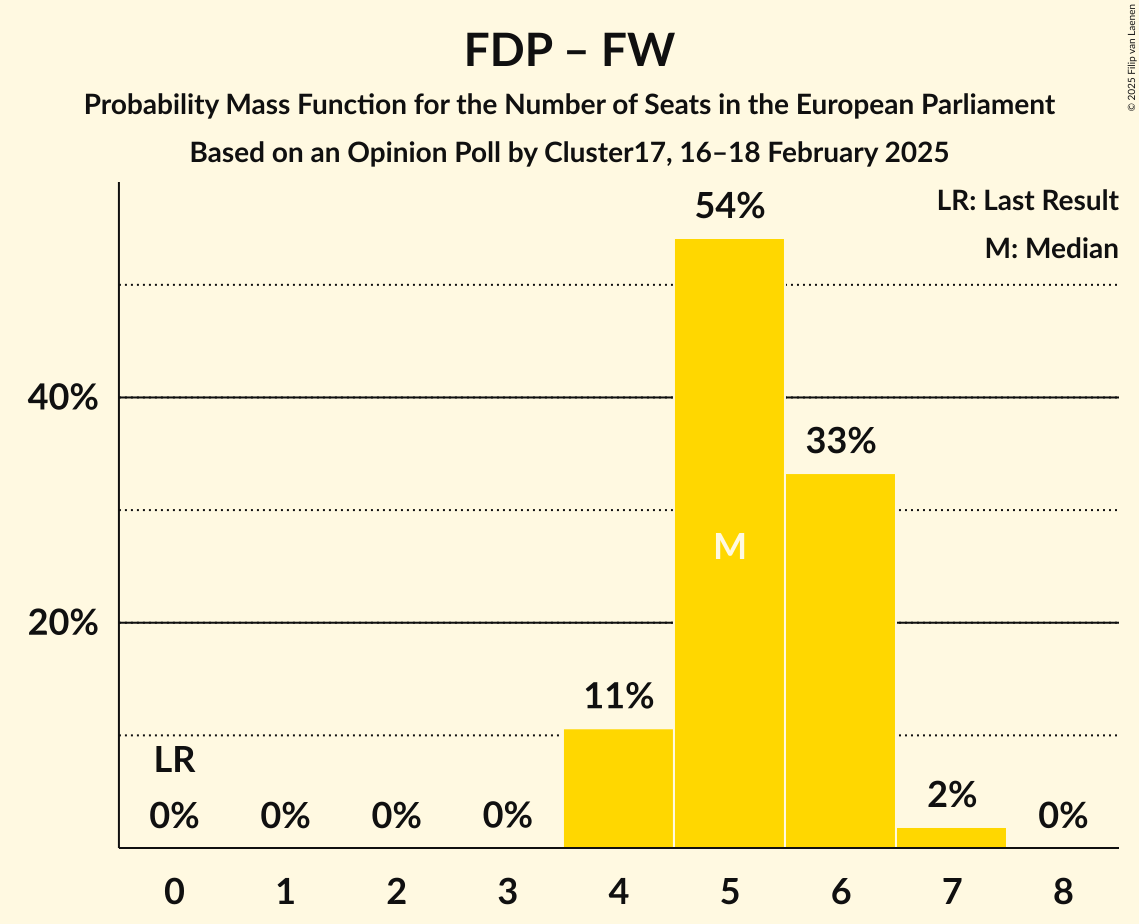 FDP – FW
Probability Mass Function for the Number of Seats in the European Parliament
Based on an Opinion Poll by Cluster17, 16–18 February 2025
© 2025 Filip van Laenen
LR: Last Result
M: Median
54%
40%
33%
M
20%
11%
LR
2%
0% 0% 0% 0% 0%
0 1 2 3 4 5 6 7 8